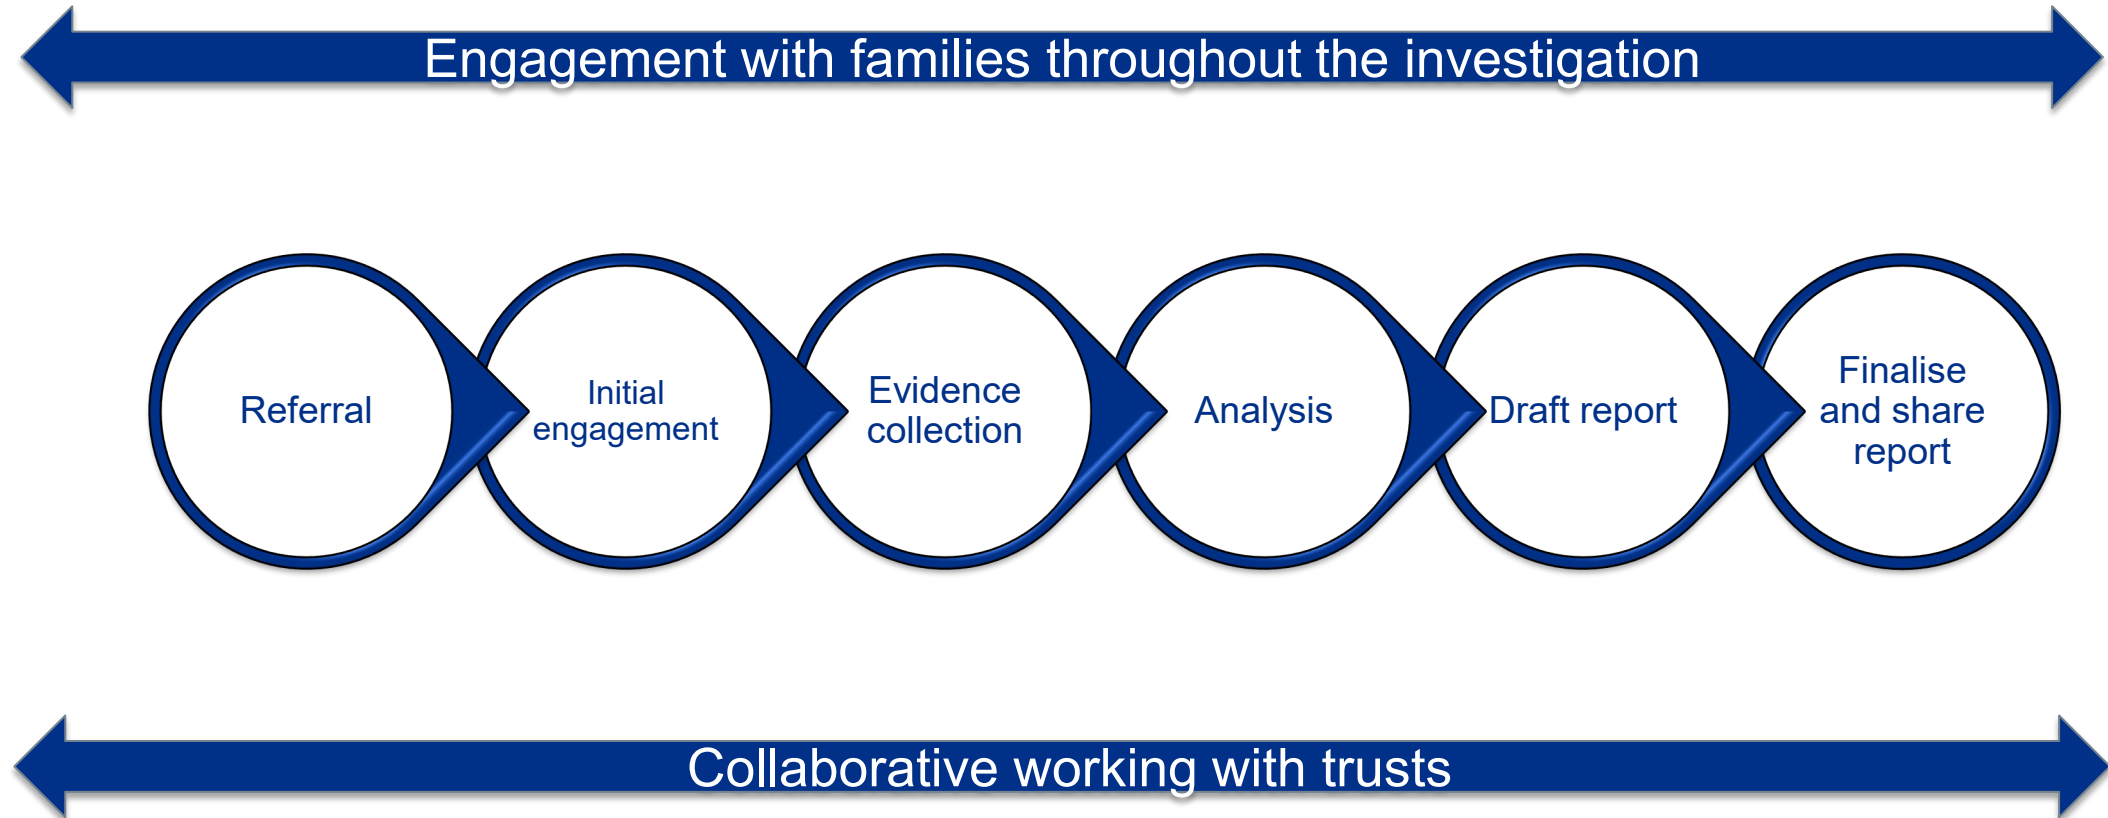 Engagement with families throughout the investigation
Referral
Initial
engagement
Evidence
collection
Analysis
Draft report
Finalise
and share
report
Collaborative working with trusts